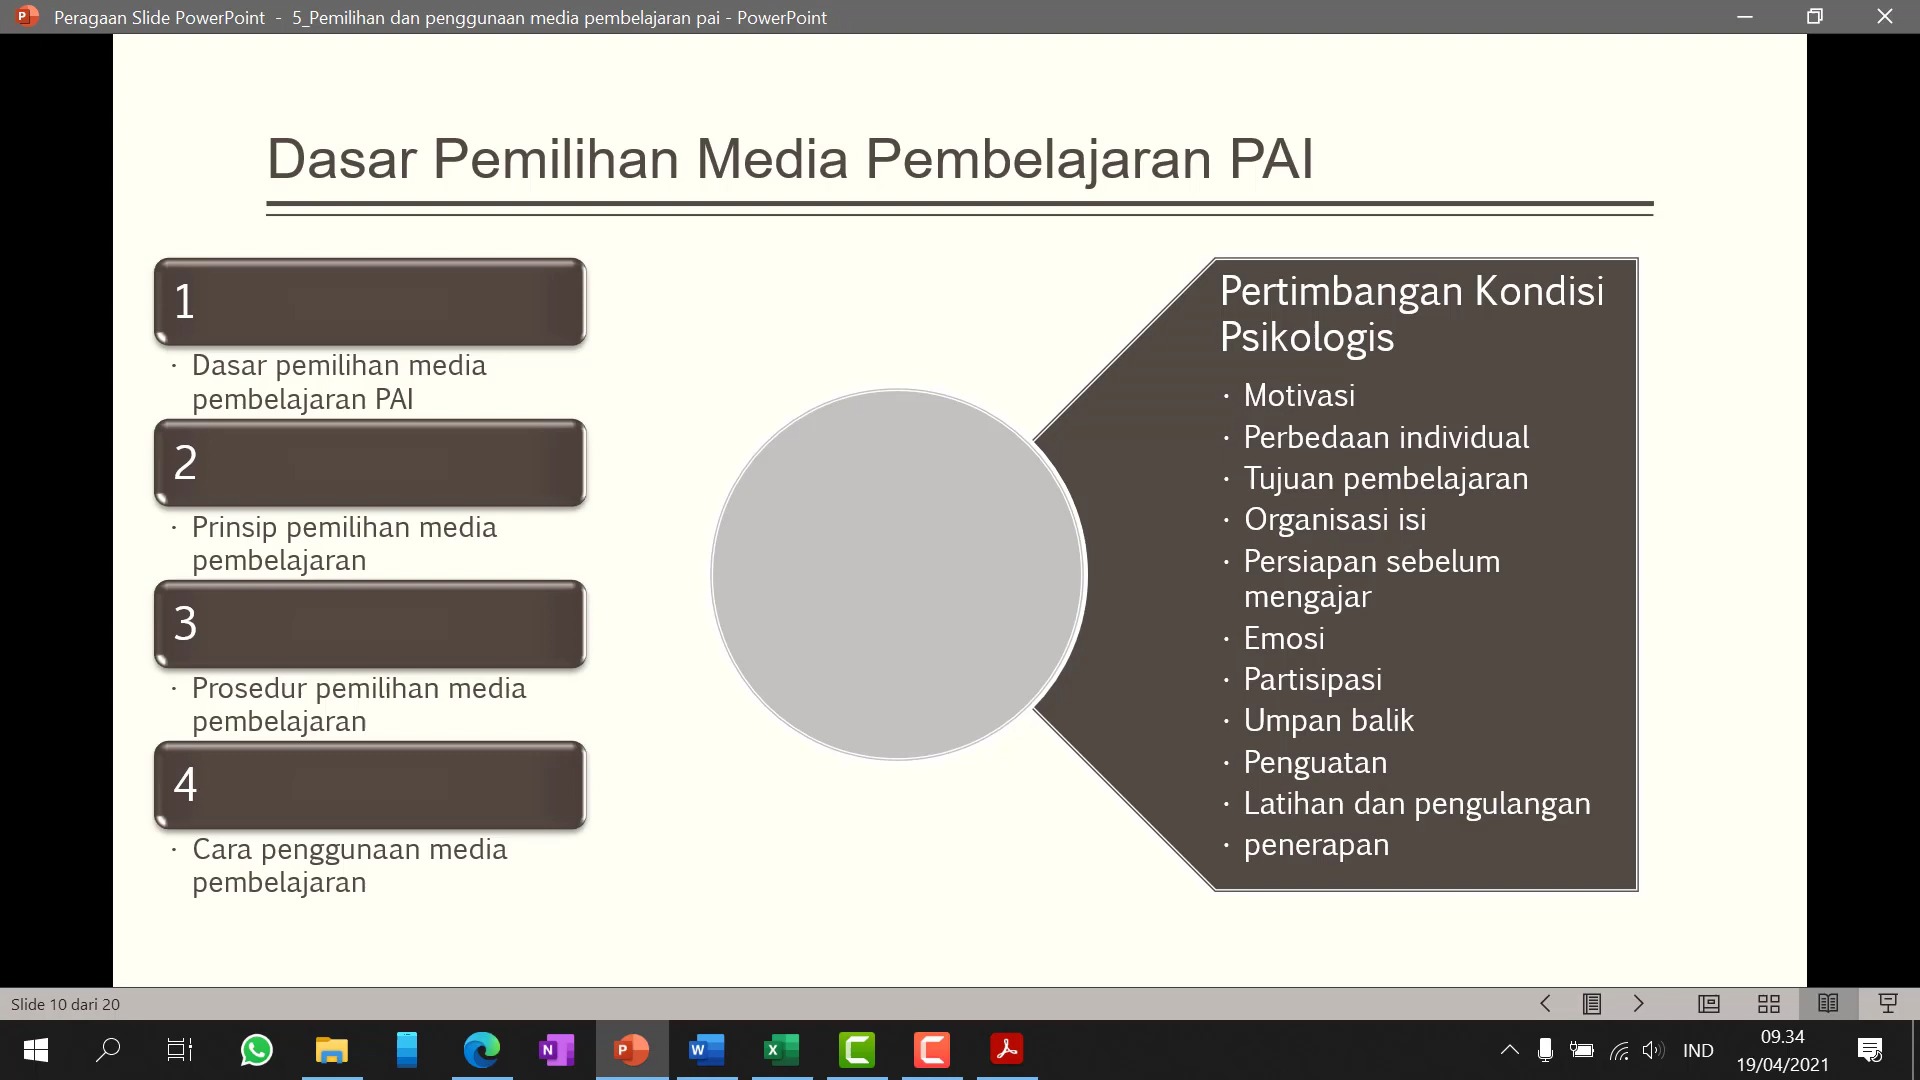 Peragaan Slide PowerPoint - 5_Pemilihan dan penggunaan media pembelajaran pai - PowerPoint
Dasar Pemilihan Media Pembelajaran PAI
1
· Dasar pemilihan media
pembelajaran PAI
2
· Prinsip pemilihan media
pembelajaran
3
· Prosedur pemilihan media
pembelajaran
4
· Cara penggunaan media
pembelajaran
Pertimbangan Kondisi
Psikologis
· Motivasi
· Perbedaan individual
· Tujuan pembelajaran
· Organisasi isi
· Persiapan sebelum
mengajar
· Emosi
· Partisipasi
· Umpan balik
· Penguatan
· Latihan dan pengulangan
· penerapan
Slide 10 dari 20
IND
09.34
19/04/2021